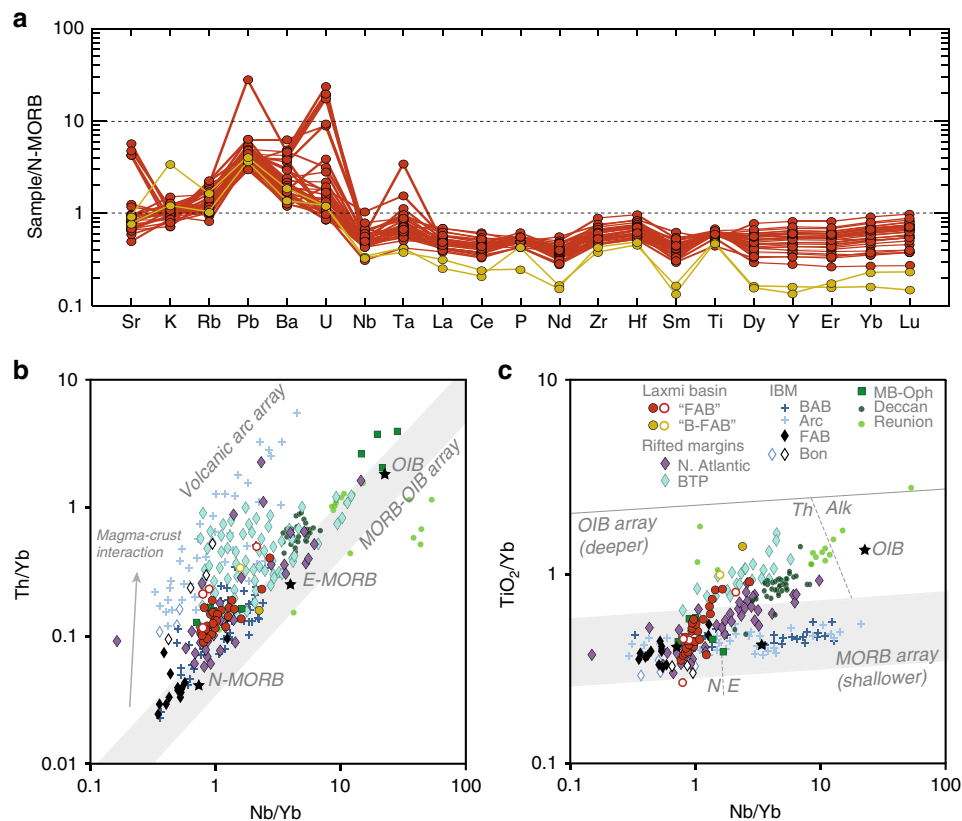 a
100
10
1
0.1
Sample/N-MORB
Sr K Rb Pb Ba U Nb Ta La Ce P Nd Zr Hf Sm Ti Dy Y Er Yb Lu
b
10
1
0.1
0.01
Th/Yb
Volcanic arc array
Magma-crust
interaction
OIB
MORB-OIB array
E-MORB
N-MORB
0.1 1 10 100
Nb/Yb
c
10
1
0.1
TiO2/Yb
Laxmi basin
"FAB"
"B-FAB"
Rifted margins
N. Atlantic
BTP
IBM
BAB
Arc
FAB
Bon
MB-Oph
Deccan
Reunion
OIB array
(deeper)
Th Alk
OIB
N E
MORB array
(shallower)
0.1 1 10 100
Nb/Yb